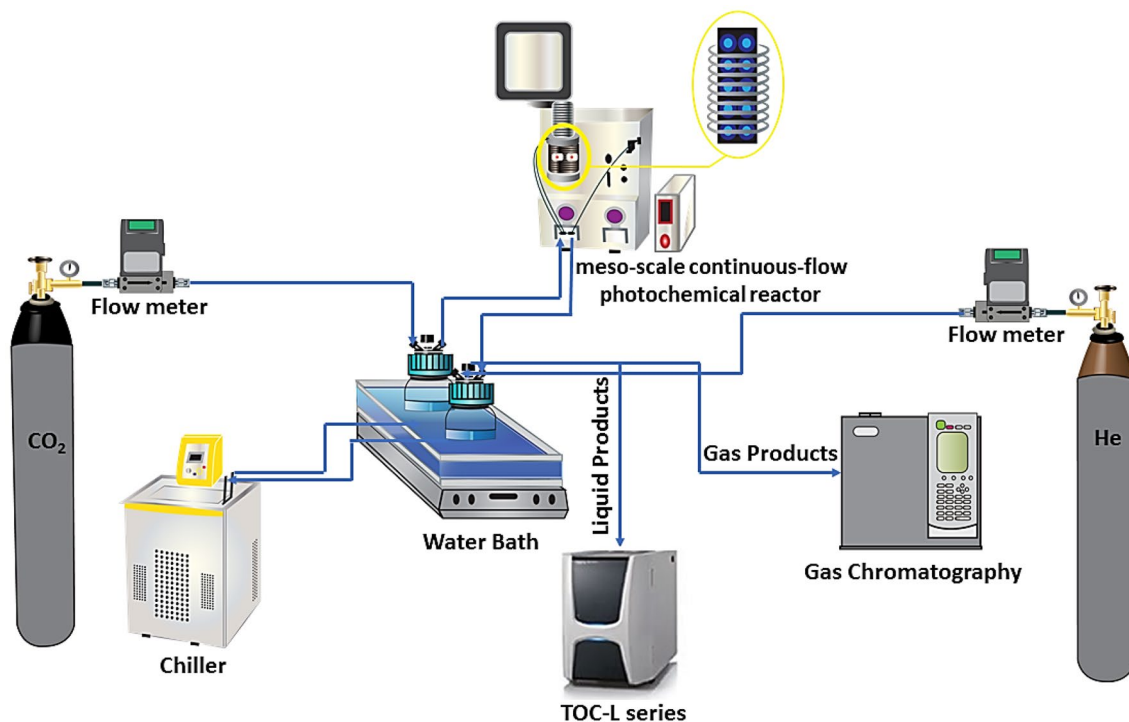 meso-scale continuous-flow
photochemical reactor
Flow meter
Flow meter
CO₂
He
Liquid Products
Gas Products
Water Bath
Gas Chromatography
Chiller
TOC-L series